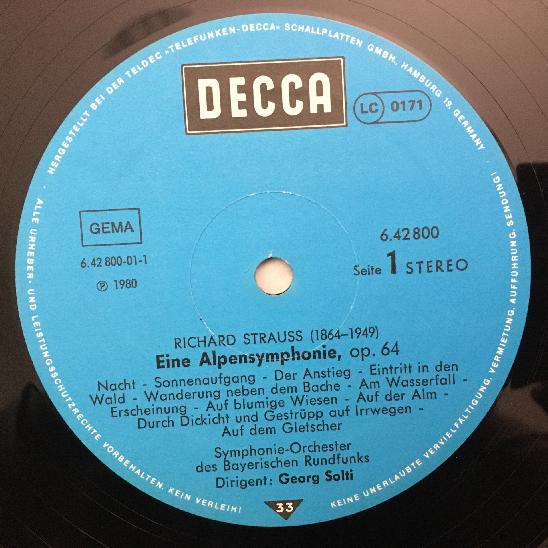 HERGESTELLT BEI DER TELDEC »TELEFUNKEN-DECCA« SCHALLPLATTEN GMBH, HAMBURG 19, GERMANY ·
DECCA
LC 0171
GEMA
6.42 800-01-1
Ⓟ 1980
6.42800
Seite 1 STEREO
RICHARD STRAUSS (1864-1949)
Eine Alpensymphonie, op. 64
Nacht - Sonnenaufgang - Der Anstieg - Eintritt in den
Wald - Wanderung neben dem Bache - Am Wasserfall -
Erscheinung - Auf blumige Wiesen - Auf der Alm -
Durch Dickicht und Gestrüpp auf Irrwegen -
Auf dem Gletscher
Symphonie-Orchester
des Bayerischen Rundfunks
Dirigent: Georg Solti
33
· ALLE URHEBER- UND LEISTUNGSSCHUTZRECHTE VORBEHALTEN. KEIN VERLEIH!
KEINE UNERLAUBTE VERVIELFÄLTIGUNG, VERMIETUNG, AUFFÜHRUNG, SENDUNG!